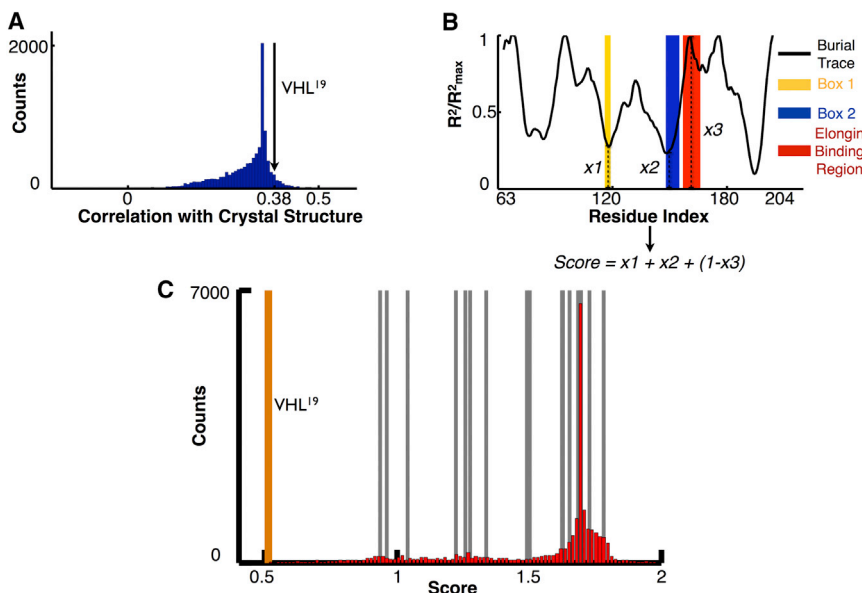 A
2000
Counts
VHL¹⁹
0
0
0.38
0.5
Correlation with Crystal Structure
B
1
R²/R²max
0.5
0
x1
x2
x3
63
120
180
204
Residue Index
Burial
Trace
Box 1
Box 2
Elongin
Binding
Region
Score = x1 + x2 + (1-x3)
C
7000
Counts
VHL¹⁹
0
0.5
1
1.5
2
Score